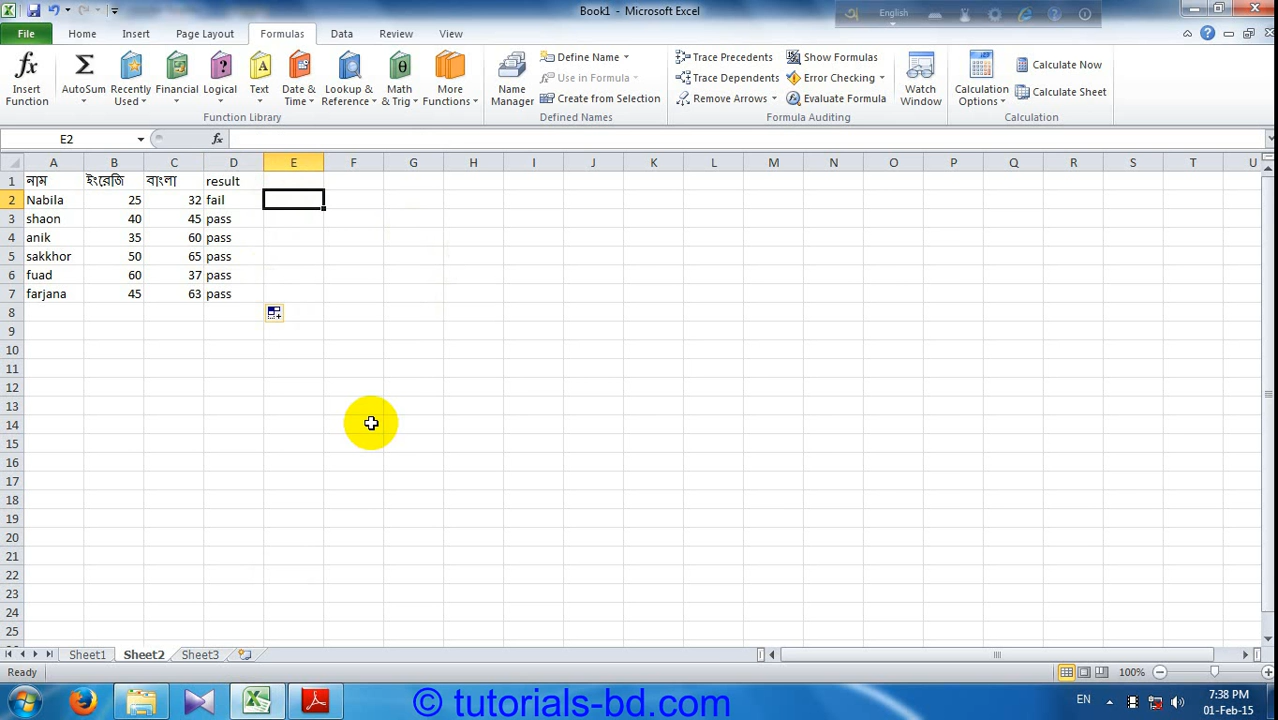 Book1 - Microsoft Excel
English
File Home Insert Page Layout Formulas Data Review View
Insert Function
AutoSum
Recently Used
Financial
Logical
Text
Date & Time
Lookup & Reference
Math & Trig
More Functions
Function Library
Name Manager
Define Name
Use in Formula
Create from Selection
Defined Names
Trace Precedents
Trace Dependents
Remove Arrows
Show Formulas
Error Checking
Evaluate Formula
Formula Auditing
Watch Window
Calculation Options
Calculate Now
Calculate Sheet
Calculation
E2
fx
A B C D E F G H I J K L M N O P Q R S T U
1 নাম ইংরেজি বাংলা result
2 Nabila 25 32 fail
3 shaon 40 45 pass
4 anik 35 60 pass
5 sakkhor 50 65 pass
6 fuad 60 37 pass
7 farjana 45 63 pass
8
9
10
11
12
13
14
15
16
17
18
19
20
21
22
23
24
25
Sheet1 Sheet2 Sheet3
Ready
100%
© tutorials-bd.com
EN
7:38 PM
01-Feb-15